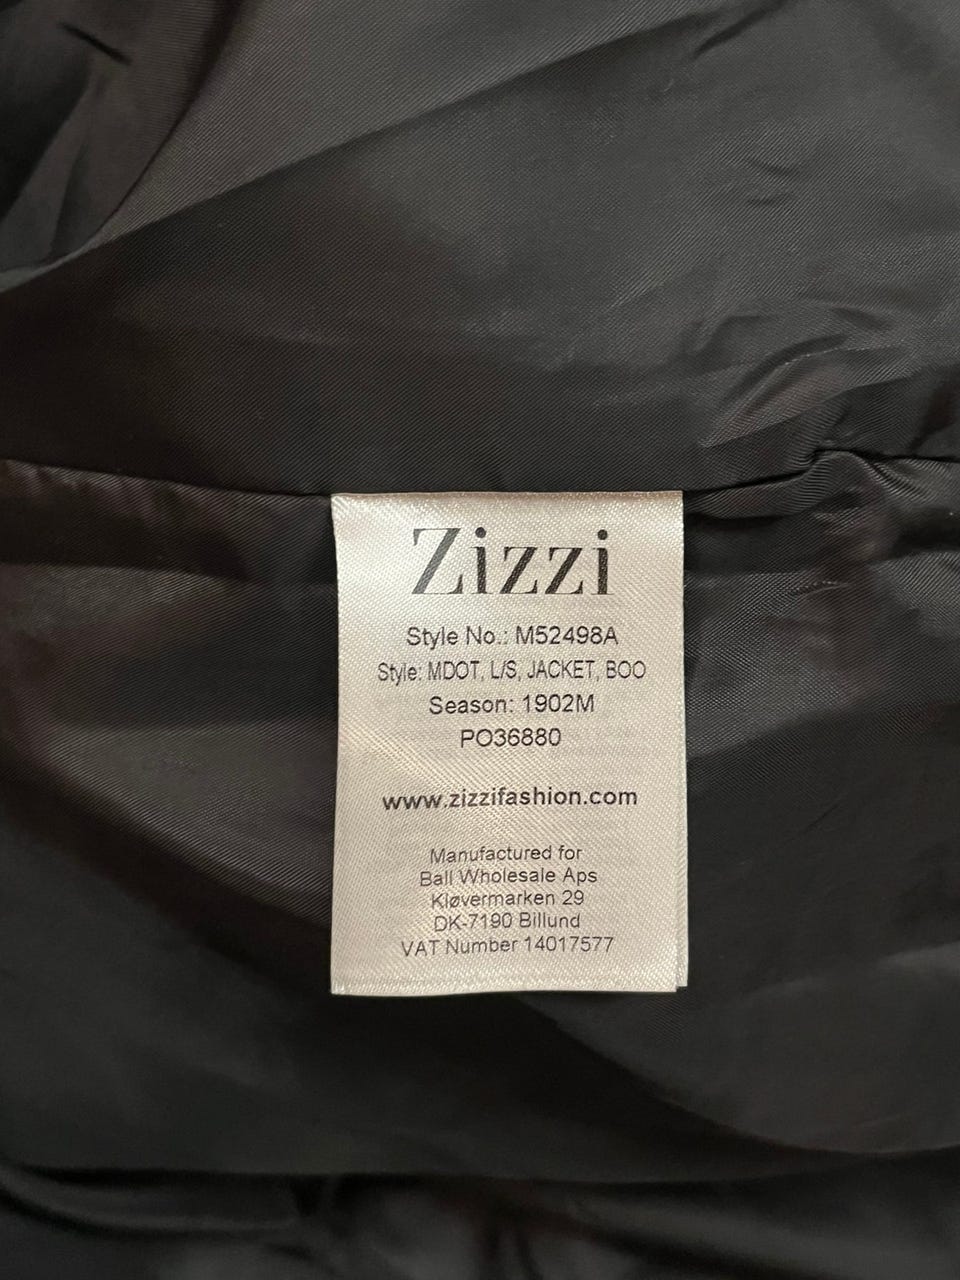 Zizzi
Style No.: M52498A
Style: MDOT, L/S, JACKET, BOO
Season: 1902M
PO36880
www.zizzifashion.com
Manufactured for
Ball Wholesale Aps
Kløvermarken 29
DK-7190 Billund
VAT Number 14017577